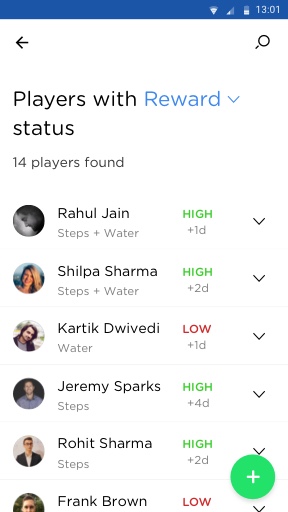 13:01
Players with Reward
status
14 players found
Rahul Jain
HIGH
Steps + Water
+1d
Shilpa Sharma
HIGH
Steps + Water
+2d
Kartik Dwivedi
LOW
Water
+1d
Jeremy Sparks
HIGH
Steps
+4d
Rohit Sharma
HIGH
Steps
+2d
Frank Brown
LOW